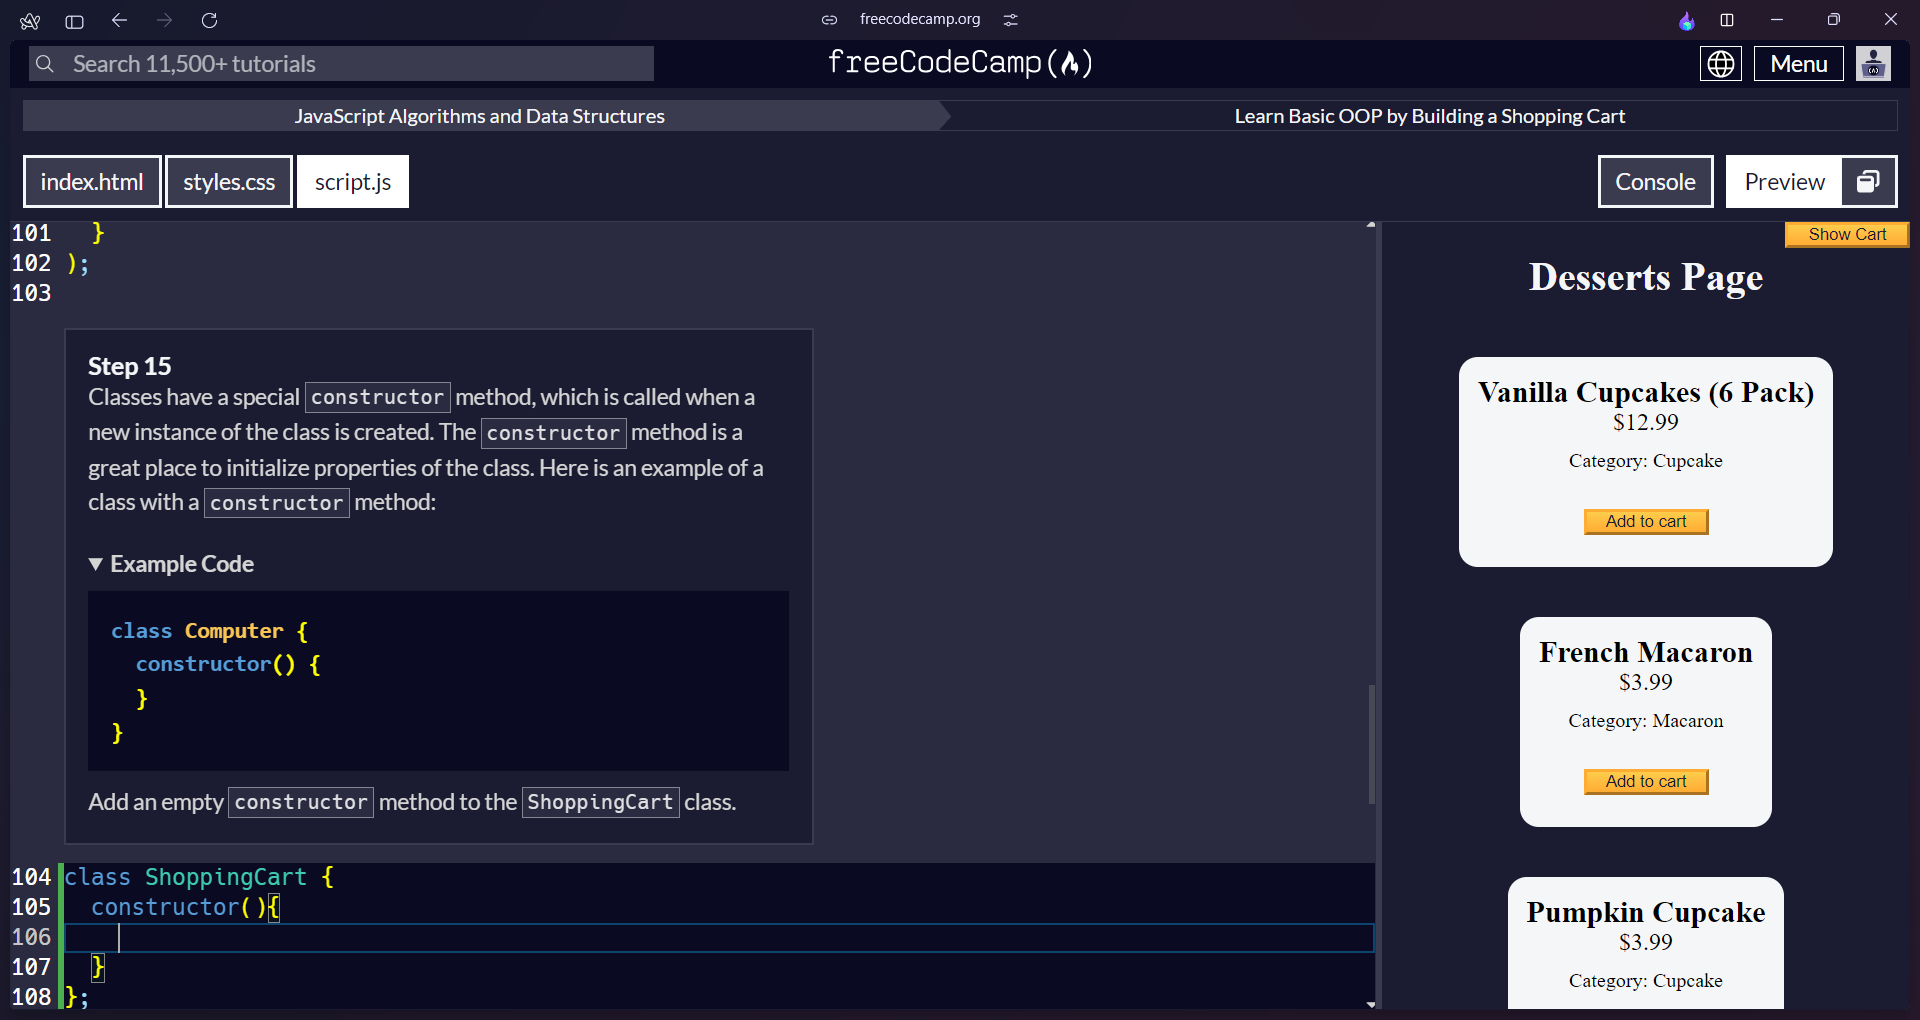 freecodecamp.org
Search 11,500+ tutorials
freeCodeCamp(🔥)
Menu
JavaScript Algorithms and Data Structures
Learn Basic OOP by Building a Shopping Cart
index.html
styles.css
script.js
Console
Preview
101 }
102 );
103
Step 15
Classes have a special constructor method, which is called when a
new instance of the class is created. The constructor method is a
great place to initialize properties of the class. Here is an example of a
class with a constructor method:
▼ Example Code
class Computer {
constructor() {
}
}
Add an empty constructor method to the ShoppingCart class.
104 class ShoppingCart {
105 constructor(){
106
107 }
108 };
Show Cart
Desserts Page
Vanilla Cupcakes (6 Pack)
$12.99
Category: Cupcake
Add to cart
French Macaron
$3.99
Category: Macaron
Add to cart
Pumpkin Cupcake
$3.99
Category: Cupcake